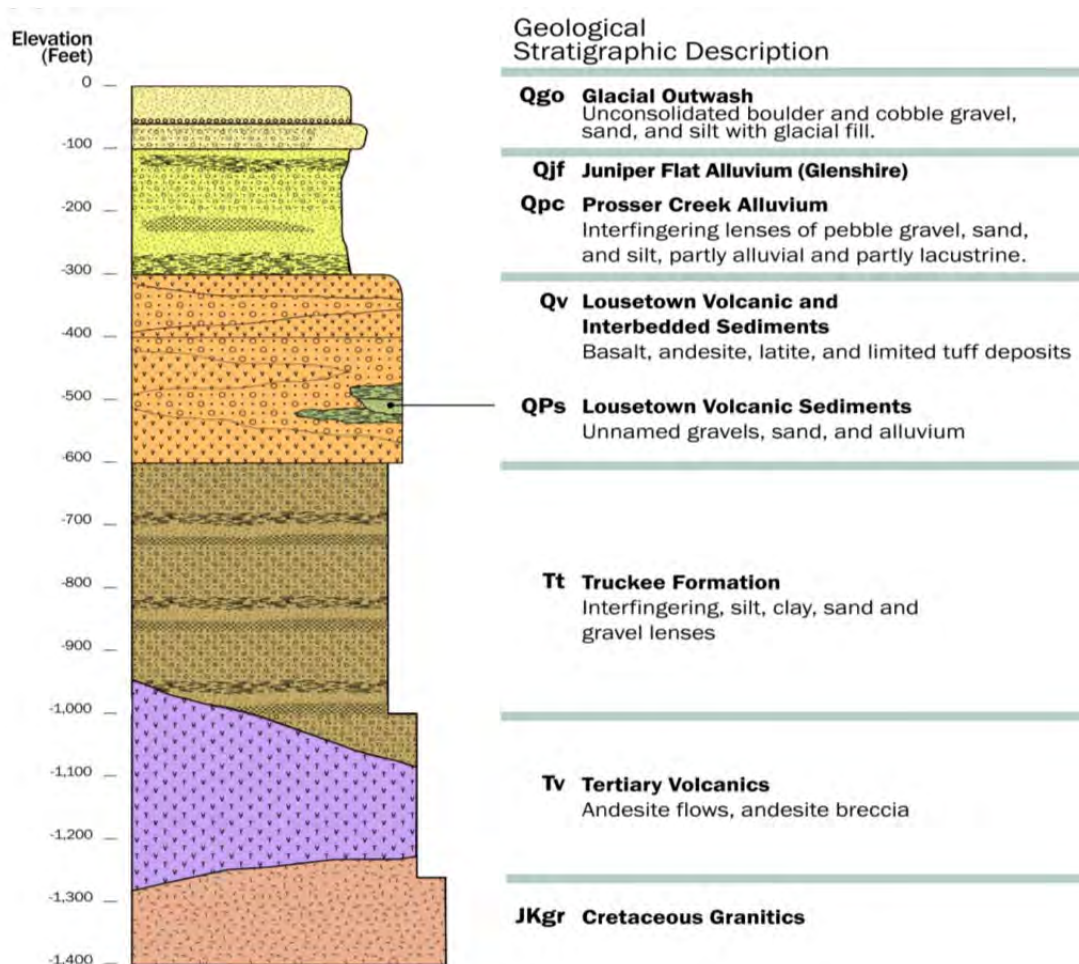 Elevation
(Feet)
0
-100
-200
-300
-400
-500
-600
-700
-800
-900
-1,000
-1,100
-1,200
-1,300
-1,400
Geological
Stratigraphic Description
Qgo Glacial Outwash
Unconsolidated boulder and cobble gravel,
sand, and silt with glacial fill.
Qjf Juniper Flat Alluvium (Glenshire)
Qpc Prosser Creek Alluvium
Interfingering lenses of pebble gravel, sand,
and silt, partly alluvial and partly lacustrine.
Qv Lousetown Volcanic and
Interbedded Sediments
Basalt, andesite, latite, and limited tuff deposits
QPs Lousetown Volcanic Sediments
Unnamed gravels, sand, and alluvium
Tt Truckee Formation
Interfingering, silt, clay, sand and
gravel lenses
Tv Tertiary Volcanics
Andesite flows, andesite breccia
JKgr Cretaceous Granitics